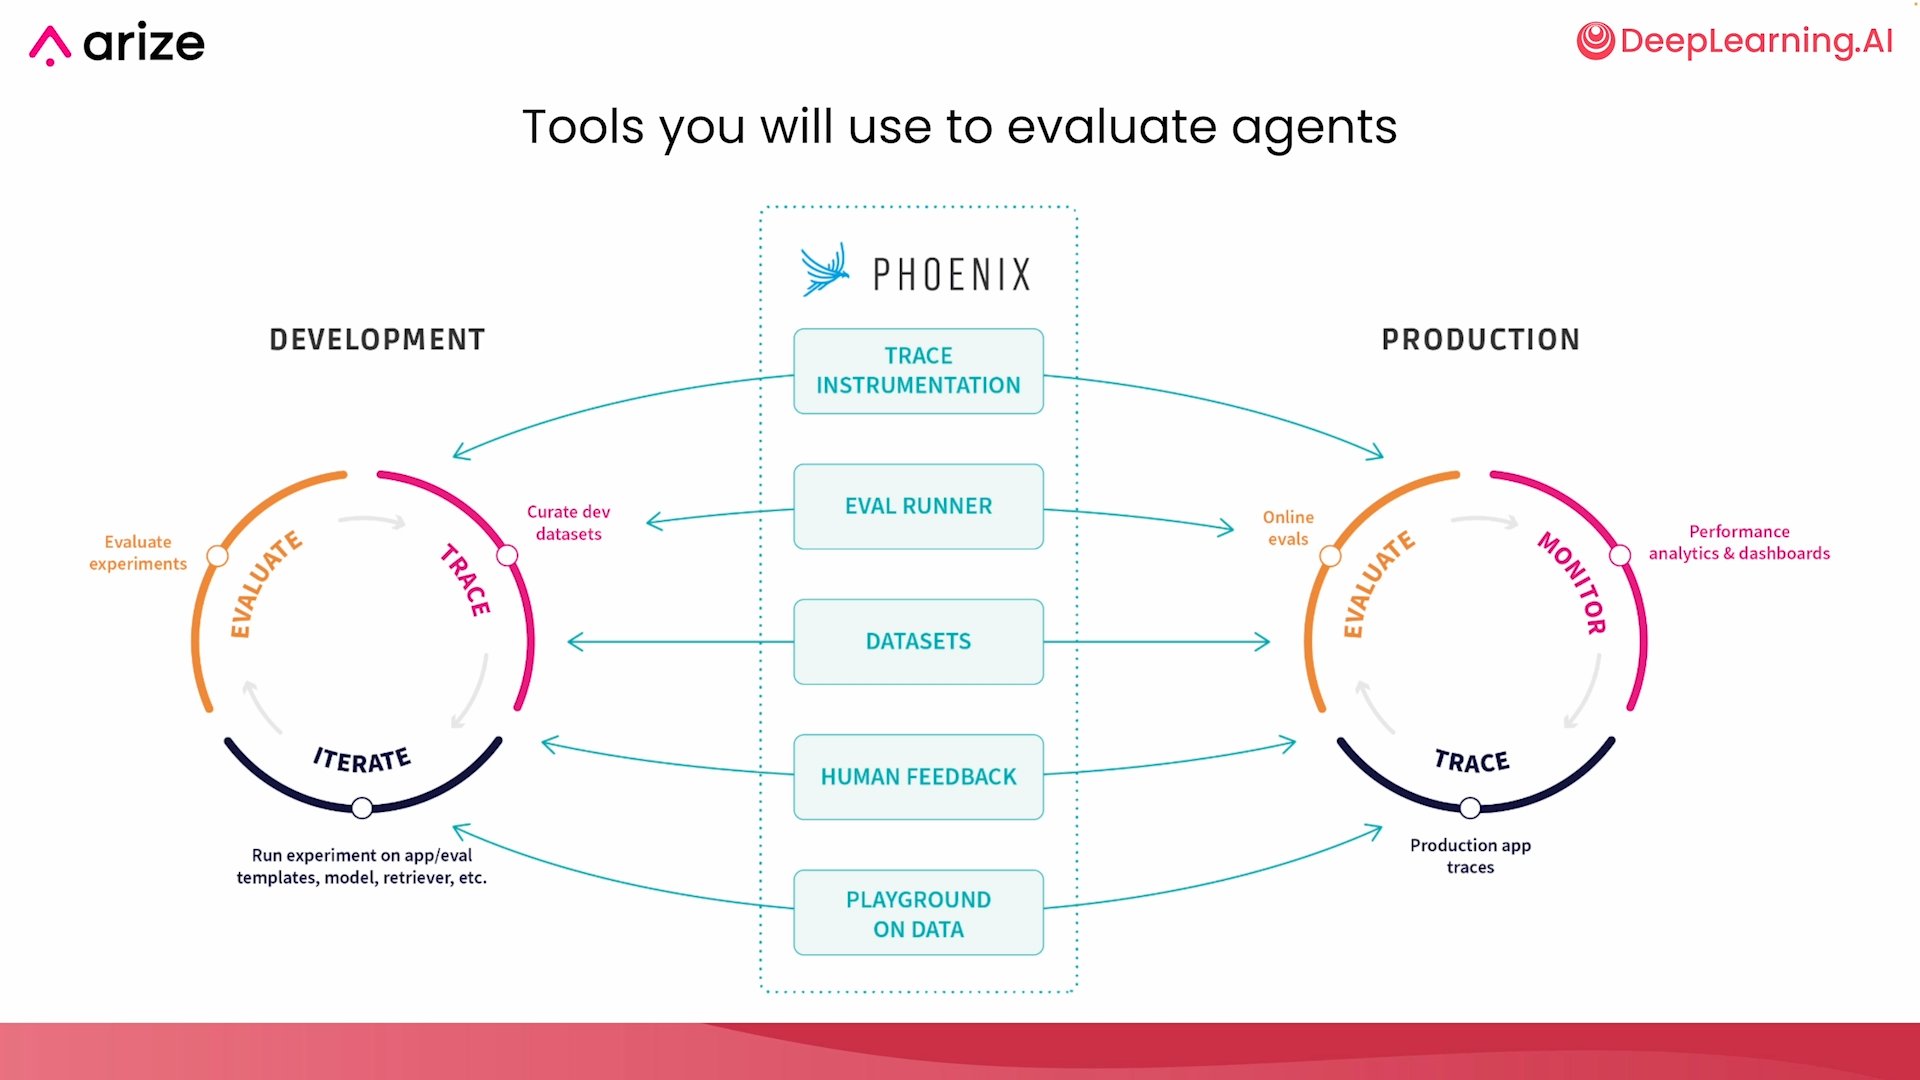 arize
DeepLearning.AI
Tools you will use to evaluate agents
PHOENIX
DEVELOPMENT
PRODUCTION
TRACE
INSTRUMENTATION
EVAL RUNNER
DATASETS
HUMAN FEEDBACK
PLAYGROUND
ON DATA
Evaluate
experiments
EVALUATE
TRACE
Curate dev
datasets
ITERATE
Run experiment on app/eval
templates, model, retriever, etc.
Online
evals
EVALUATE
MONITOR
Performance
analytics & dashboards
TRACE
Production app
traces